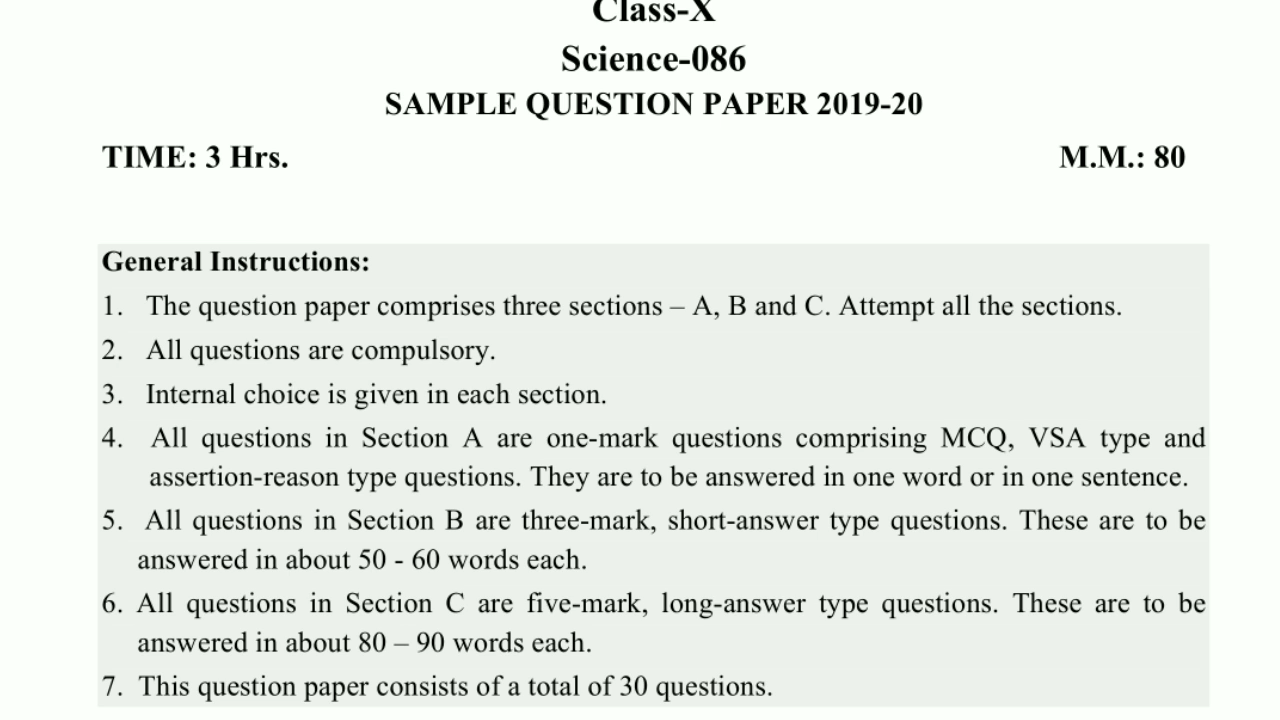 Class-X
Science-086
SAMPLE QUESTION PAPER 2019-20
TIME: 3 Hrs. M.M.: 80
General Instructions:
1. The question paper comprises three sections – A, B and C. Attempt all the sections.
2. All questions are compulsory.
3. Internal choice is given in each section.
4. All questions in Section A are one-mark questions comprising MCQ, VSA type and
assertion-reason type questions. They are to be answered in one word or in one sentence.
5. All questions in Section B are three-mark, short-answer type questions. These are to be
answered in about 50 - 60 words each.
6. All questions in Section C are five-mark, long-answer type questions. These are to be
answered in about 80 – 90 words each.
7. This question paper consists of a total of 30 questions.